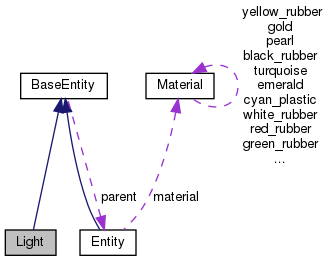 yellow_rubber
gold
pearl
black_rubber
turquoise
emerald
cyan_plastic
white_rubber
red_rubber
green_rubber
...
BaseEntity
Material
parent
material
Light
Entity